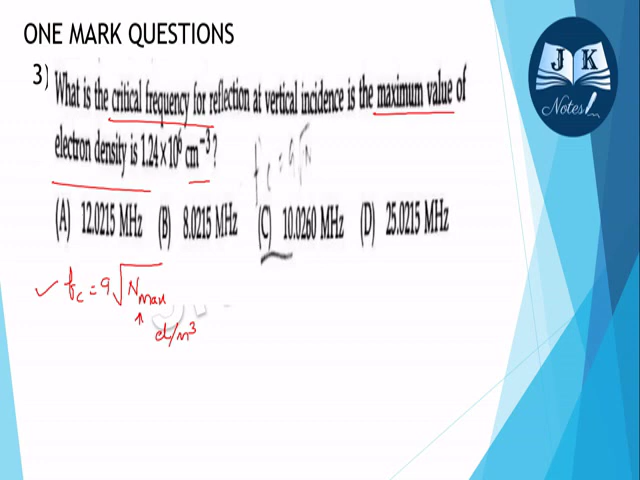 ONE MARK QUESTIONS
J K
Notes
3) What is the critical frequency for reflection at vertical incidence is the maximum value of
electron density is 1.24 x 10⁶ cm⁻³?
fc = 9√N
(A) 12.0215 MHz (B) 8.0215 MHz (C) 10.0260 MHz (D) 25.0215 MHz
✓ fc = 9√Nmax
↑